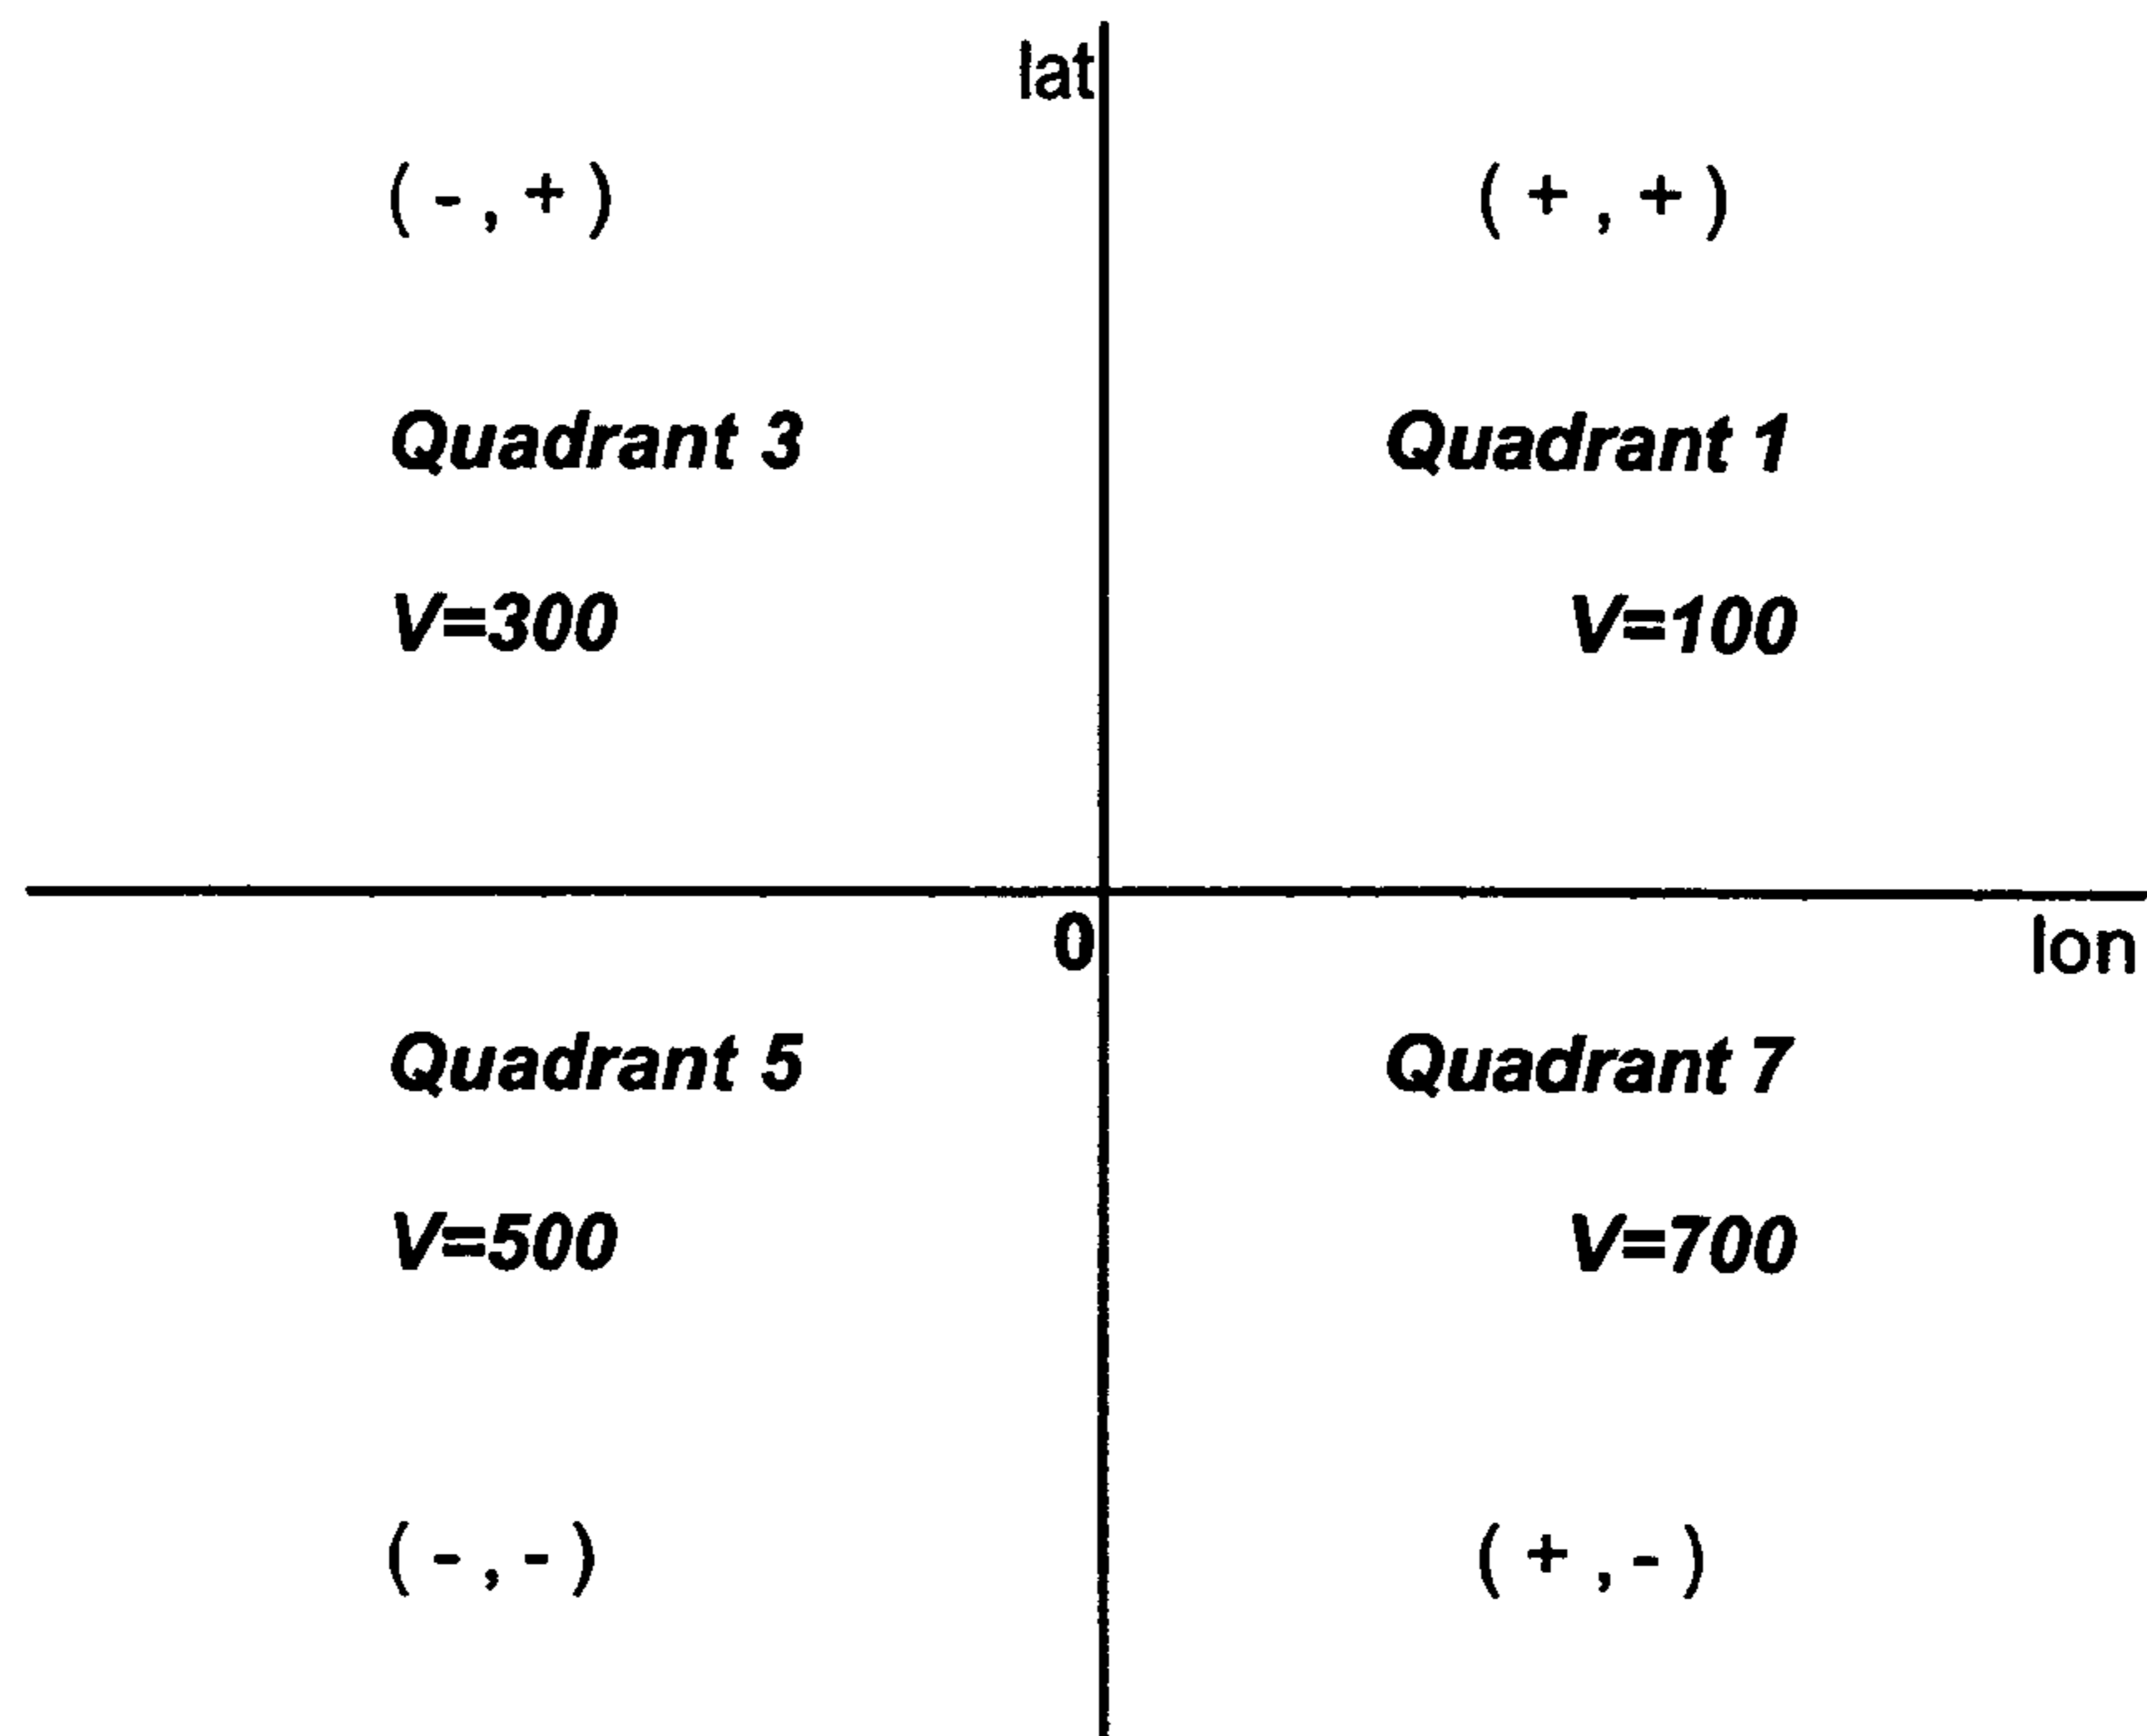 lat
( - , + ) ( + , + )
Quadrant 3 Quadrant 1
V=300 V=100
0 lon
Quadrant 5 Quadrant 7
V=500 V=700
( - , - ) ( + , - )